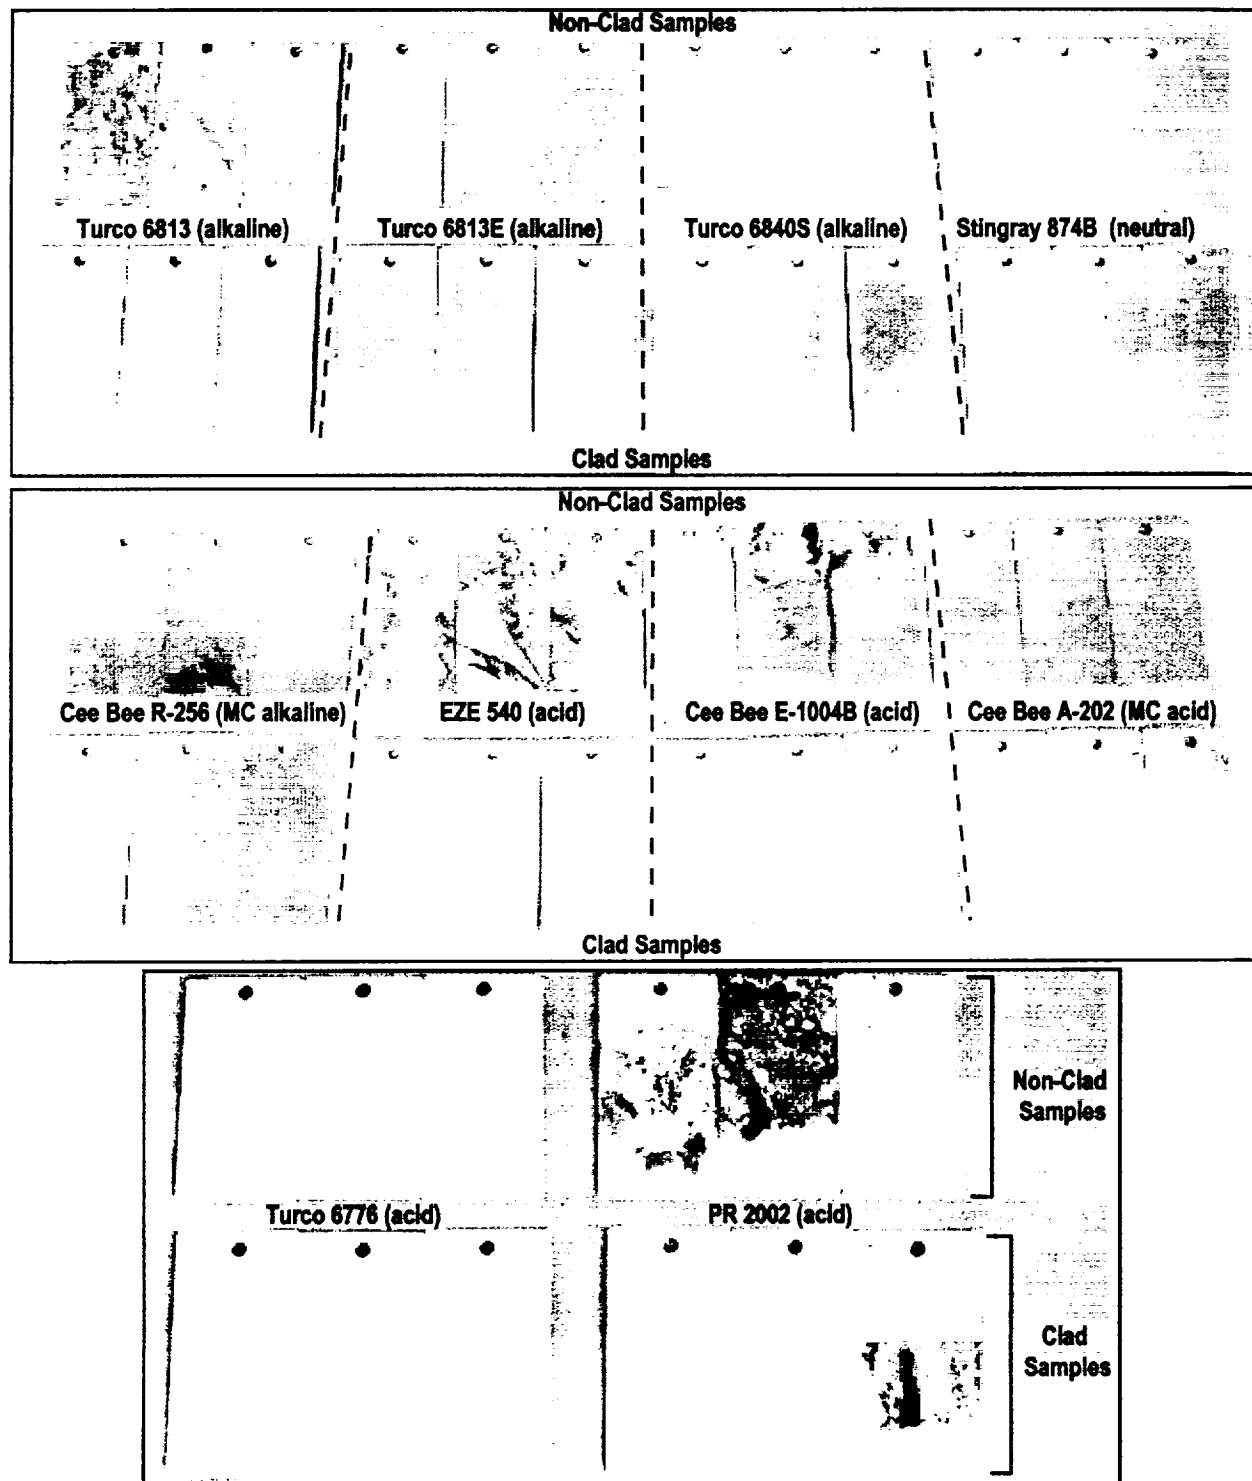 Non-Clad Samples
Turco 6813 (alkaline)
Turco 6813E (alkaline)
Turco 6840S (alkaline)
Stingray 874B (neutral)
Clad Samples
Non-Clad Samples
Cee Bee R-256 (MC alkaline)
EZE 540 (acid)
Cee Bee E-1004B (acid)
Cee Bee A-202 (MC acid)
Clad Samples
Non-Clad
Samples
Turco 6776 (acid)
PR 2002 (acid)
Clad
Samples